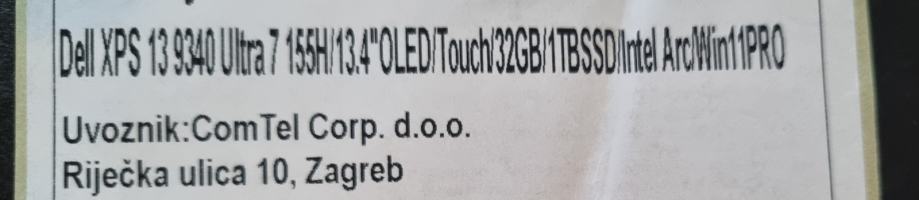 Dell XPS 13 9340 Ultra 7 155H/13.4"OLED/Touch/32GB/1TBSSD/Intel Arc/Win11PRO
Uvoznik:ComTel Corp. d.o.o.
Riječka ulica 10, Zagreb